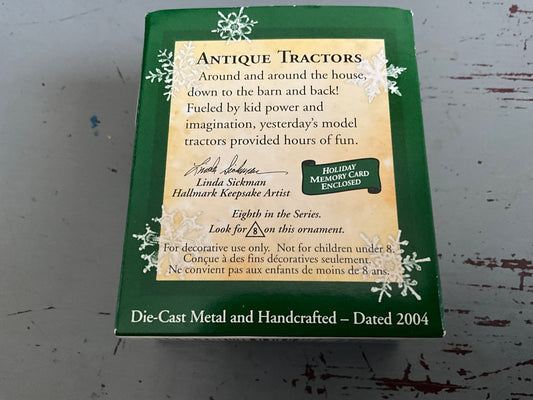 ANTIQUE TRACTORS
Around and around the house,
down to the barn and back!
Fueled by kid power and
imagination, yesterday's model
tractors provided hours of fun.
Linda Sickman
Linda Sickman
Hallmark Keepsake Artist
HOLIDAY
MEMORY CARD
ENCLOSED
Eighth in the Series.
Look for 8 on this ornament.
For decorative use only. Not for children under 8.
Conçue à des fins décoratives seulement.
Ne convient pas aux enfants de moins de 8 ans.
Die-Cast Metal and Handcrafted – Dated 2004